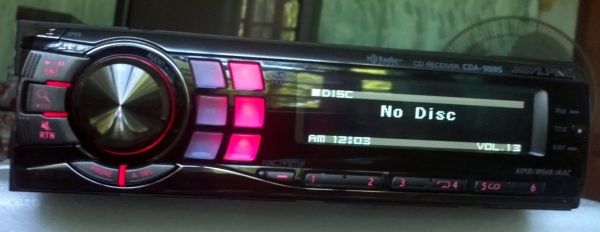 HD Radio
CD RECEIVER CDA-9885
ALPINE
DISC
No Disc
AM 12:03
VOL.13
RTN
A.SEL
1 2 3 4 5 6
MP3/WMA/AAC